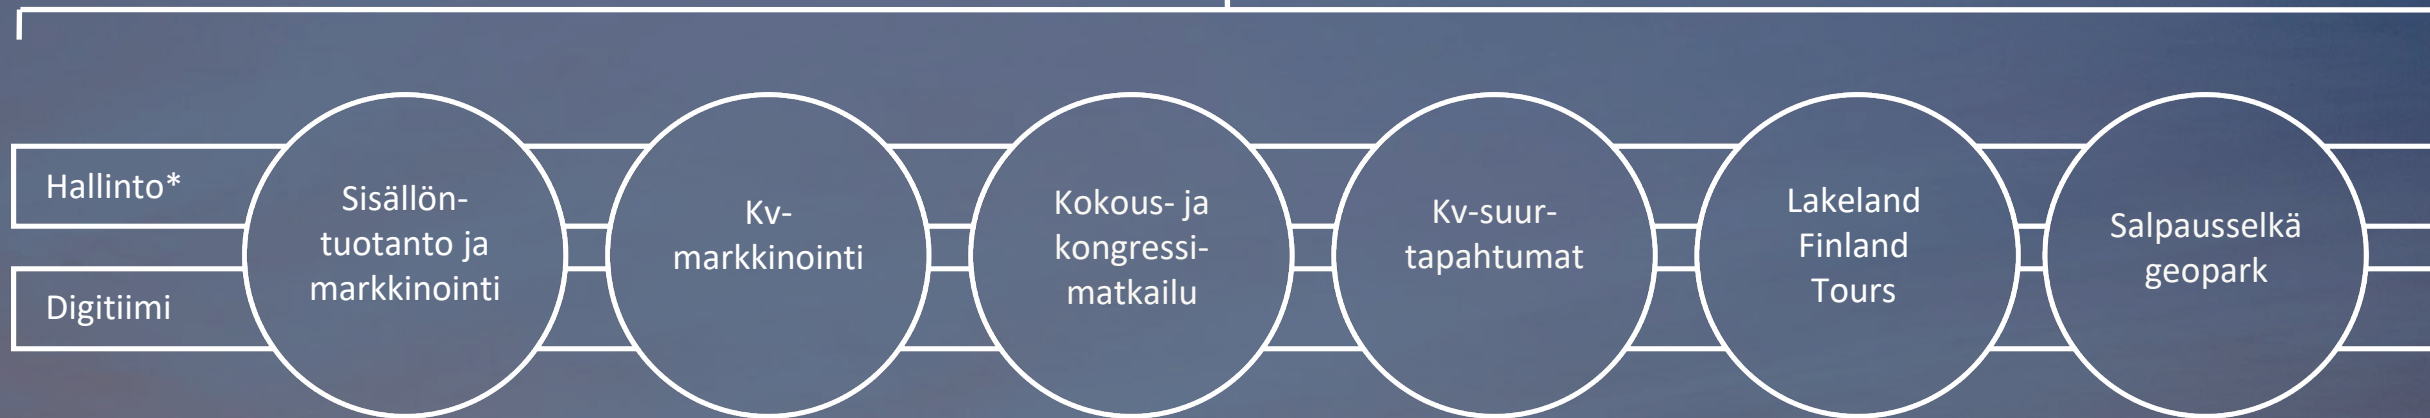 Hallinto*
Digitiimi
Sisällön-
tuotanto ja
markkinointi
Kv-
markkinointi
Kokous- ja
kongressi-
matkailu
Kv-suur-
tapahtumat
Lakeland
Finland
Tours
Salpausselkä
geopark